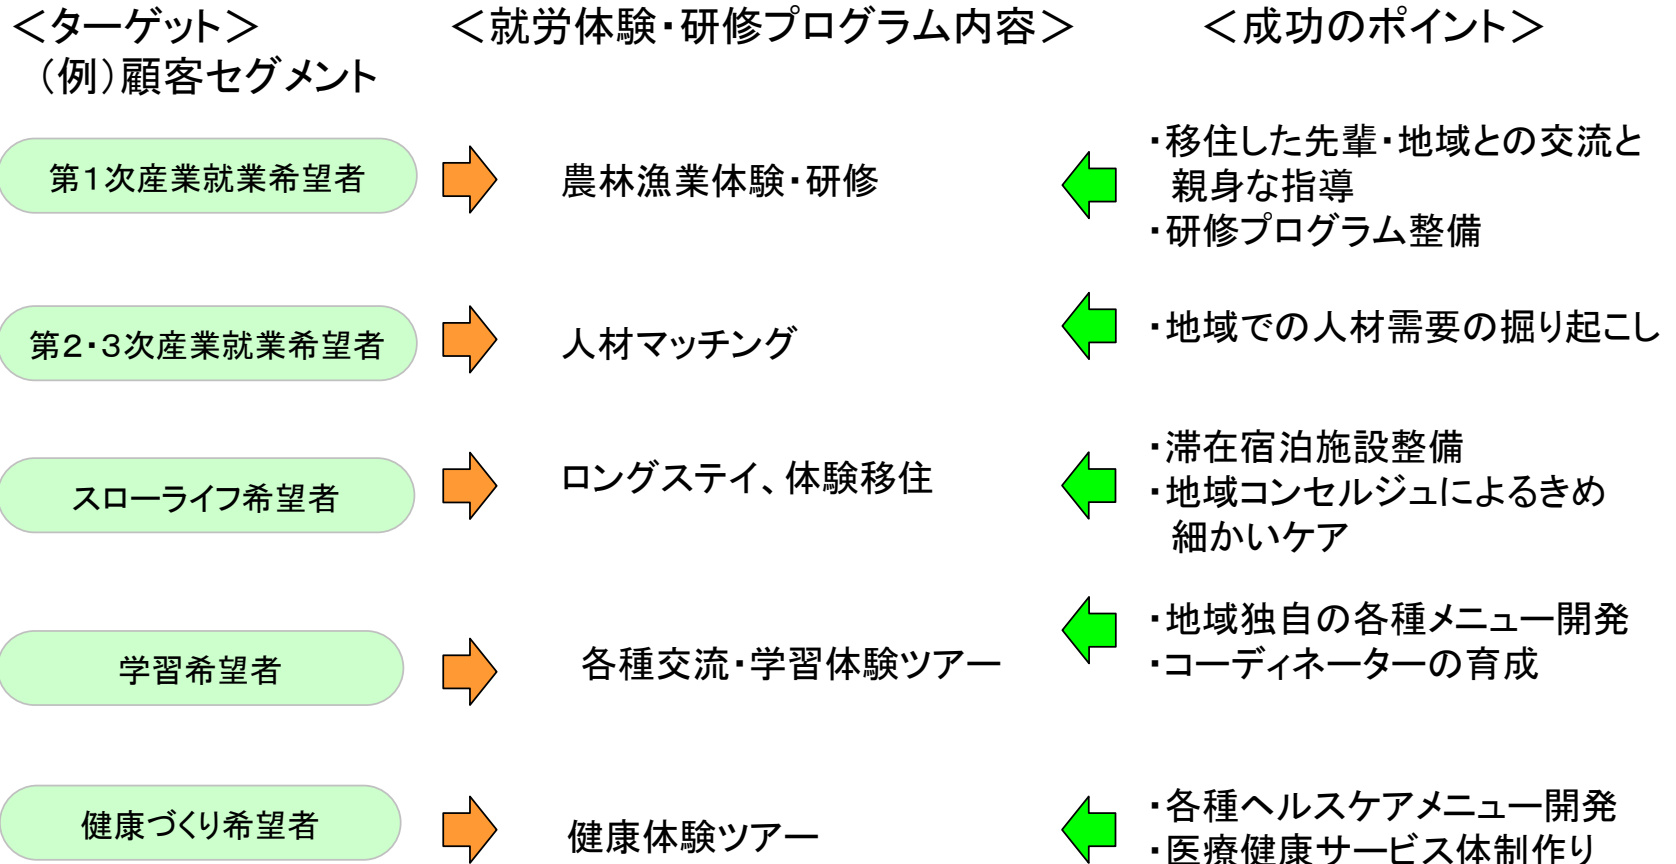 ＜ターゲット＞
（例）顧客セグメント
＜就労体験・研修プログラム内容＞
＜成功のポイント＞
第１次産業就業希望者
農林漁業体験・研修
・移住した先輩・地域との交流と
親身な指導
・研修プログラム整備
第２・３次産業就業希望者
人材マッチング
・地域での人材需要の掘り起こし
スローライフ希望者
ロングステイ、体験移住
・滞在宿泊施設整備
・地域コンセルジュによるきめ
細かいケア
学習希望者
各種交流・学習体験ツアー
・地域独自の各種メニュー開発
・コーディネーターの育成
健康づくり希望者
健康体験ツアー
・各種ヘルスケアメニュー開発
・医療健康サービス体制作り